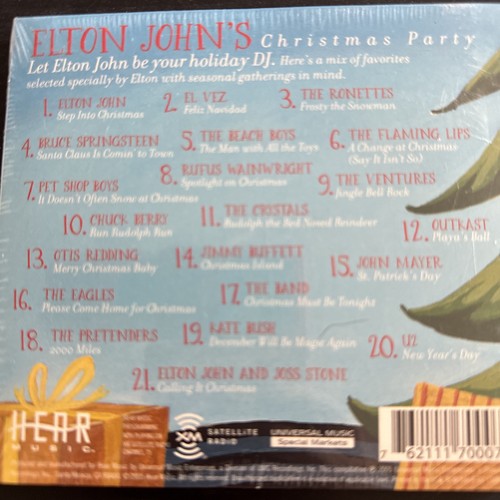 ELTON JOHN'S Christmas Party
Let Elton John be your holiday DJ. Here's a mix of favorites
selected specially by Elton with seasonal gatherings in mind.
1. ELTON JOHN
Step Into Christmas
2. EL VEZ
Feliz Navidad
3. THE RONETTES
Frosty the Snowman
4. BRUCE SPRINGSTEEN
Santa Claus Is Comin' to Town
5. THE BEACH BOYS
The Man with All the Toys
6. THE FLAMING LIPS
A Change at Christmas
(Say It Isn't So)
7. PET SHOP BOYS
It Doesn't Often Snow at Christmas
8. RUFUS WAINWRIGHT
Spotlight on Christmas
9. THE VENTURES
Jingle Bell Rock
10. CHUCK BERRY
Run Rudolph Run
11. THE CRYSTALS
Rudolph the Red Nosed Reindeer
12. OUTKAST
Playa's Ball
13. OTIS REDDING
Merry Christmas Baby
14. JIMMY BUFFETT
Christmas Island
15. JOHN MAYER
St. Patrick's Day
16. THE EAGLES
Please Come Home for Christmas
17. THE BAND
Christmas Must Be Tonight
18. THE PRETENDERS
2000 Miles
19. KATE BUSH
December Will Be Magic Again
20. U2
New Year's Day
21. ELTON JOHN AND JOSS STONE
Calling It Christmas
HEAR
MUSIC
XM SATELLITE
RADIO
UNIVERSAL MUSIC
Special Markets
7 62111 70007